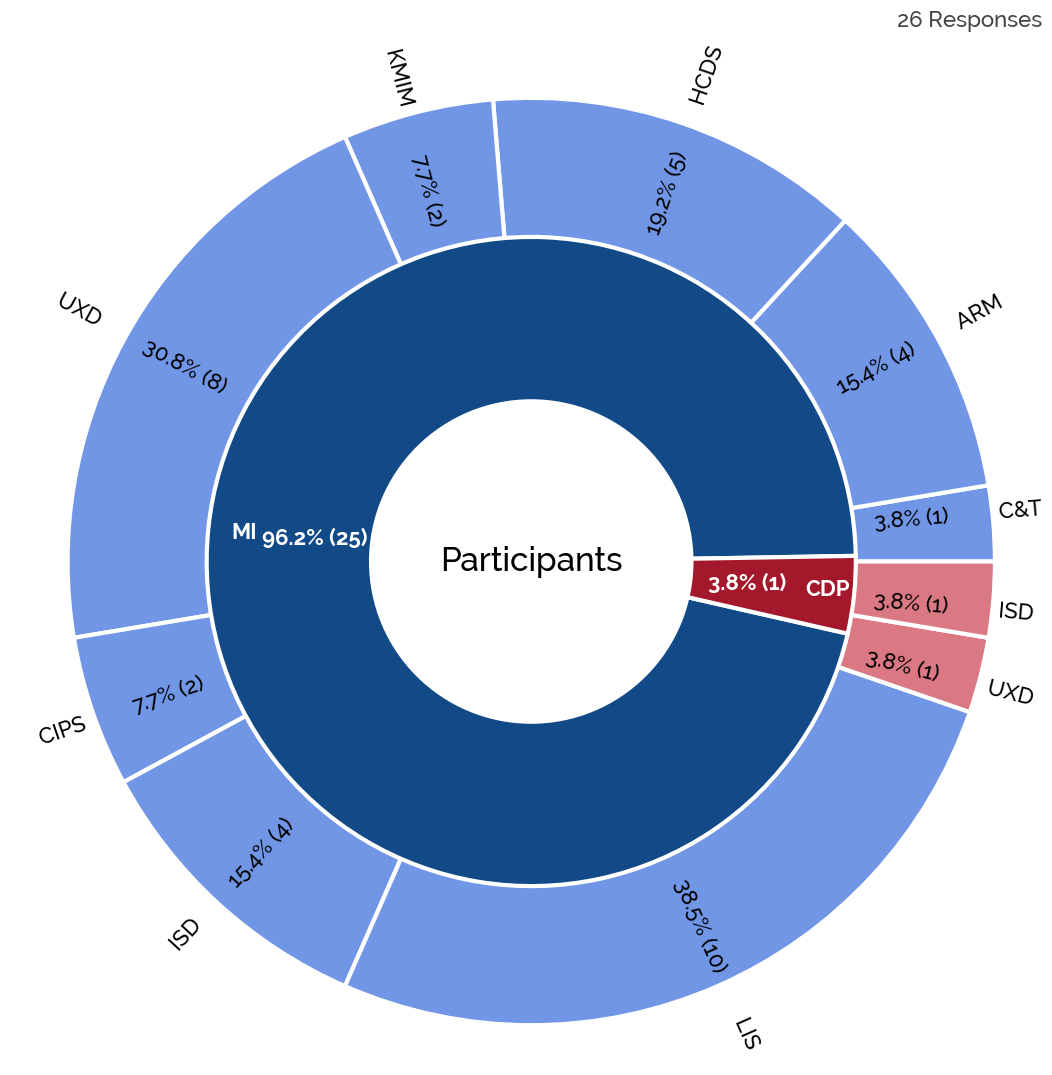 26 Responses
KMIM
7.7% (2)
HCDS
19.2% (5)
ARM
15.4% (4)
C&T
3.8% (1)
ISD
3.8% (1)
UXD
3.8% (1)
LIS
38.5% (10)
ISD
15.4% (4)
CIPS
7.7% (2)
UXD
30.8% (8)
MI 96.2% (25)
Participants
3.8% (1) CDP